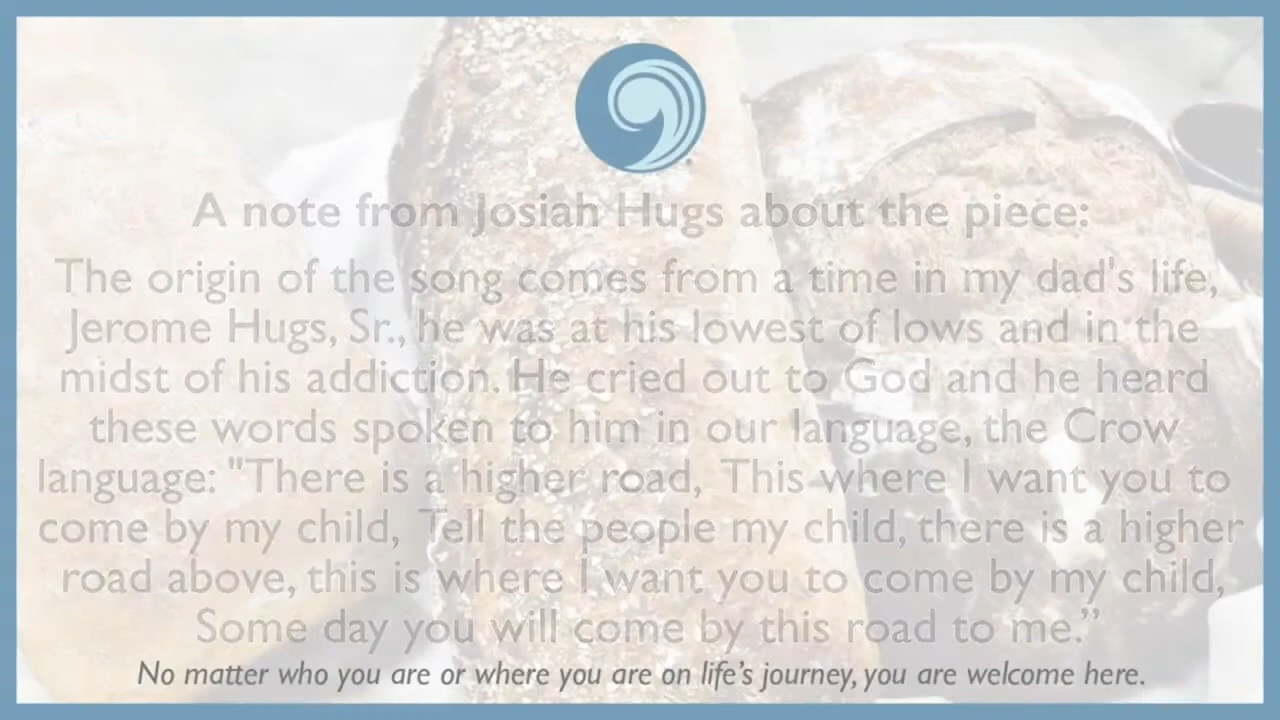 A note from Josiah Hugs about the piece:
The origin of the song comes from a time in my dad's life,
Jerome Hugs, Sr., he was at his lowest of lows and in the
midst of his addiction. He cried out to God and he heard
these words spoken to him in our language, the Crow
language: "There is a higher road, This where I want you to
come by my child, Tell the people my child, there is a higher
road above, this is where I want you to come by my child,
Some day you will come by this road to me.”
No matter who you are or where you are on life’s journey, you are welcome here.